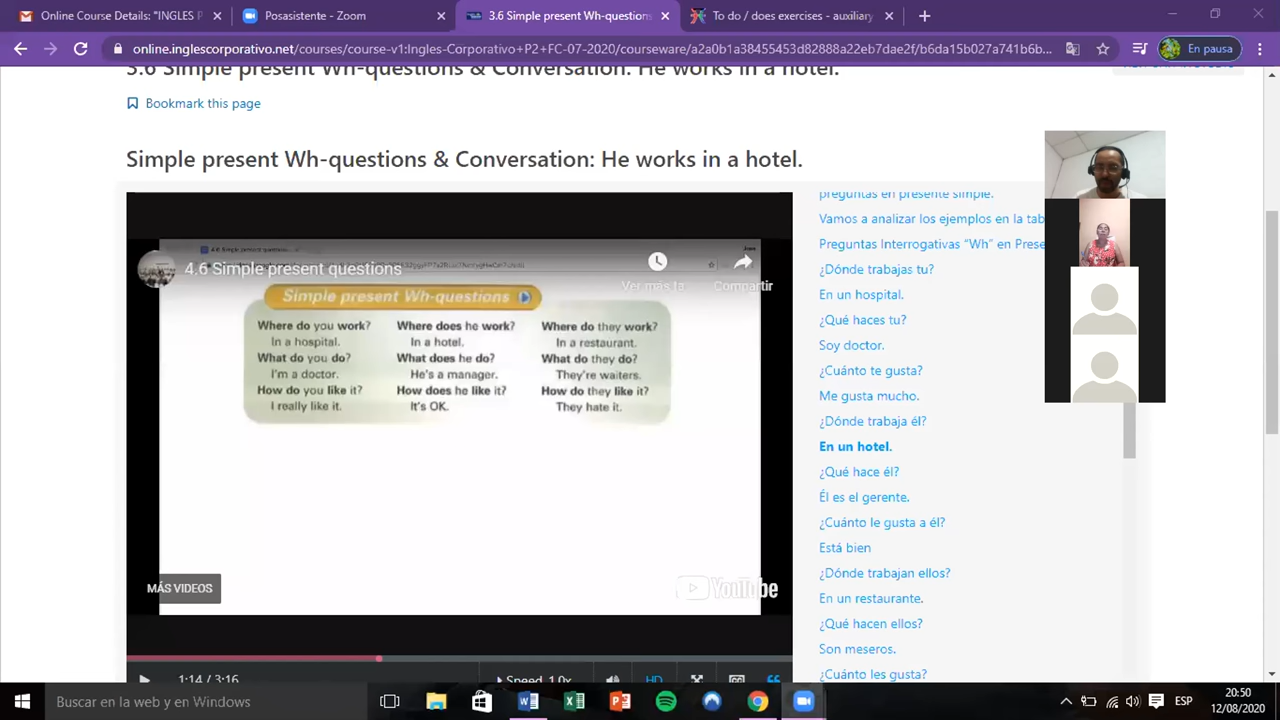 Online Course Details: "INGLES P
Posasistente - Zoom
3.6 Simple present Wh-questions
To do / does exercises - auxiliary
online.inglescorporativo.net/courses/course-v1:Ingles-Corporativo+P2+FC-07-2020/courseware/a2a0b1a38455453d82888a22eb7dae2f/b6da15b027a741b6b...
En pausa
3.6 Simple present Wh-questions & Conversation: He works in a hotel.
Bookmark this page
Simple present Wh-questions & Conversation: He works in a hotel.
4.6 Simple present questions
Ver más ta
Compartir
Simple present Wh-questions
Where do you work? Where does he work? Where do they work?
In a hospital. In a hotel. In a restaurant.
What do you do? What does he do? What do they do?
I'm a doctor. He's a manager. They're waiters.
How do you like it? How does he like it? How do they like it?
I really like it. It's OK. They hate it.
MÁS VIDEOS
YouTube
1:14 / 3:16
Speed 1.0x
HD
preguntas en presente simple.
Vamos a analizar los ejemplos en la tab
Preguntas Interrogativas “Wh” en Prese
¿Dónde trabajas tu?
En un hospital.
¿Qué haces tu?
Soy doctor.
¿Cuánto te gusta?
Me gusta mucho.
¿Dónde trabaja él?
En un hotel.
¿Qué hace él?
Él es el gerente.
¿Cuánto le gusta a él?
Está bien
¿Dónde trabajan ellos?
En un restaurante.
¿Qué hacen ellos?
Son meseros.
¿Cuánto les gusta?
Buscar en la web y en Windows
ESP
20:50
12/08/2020